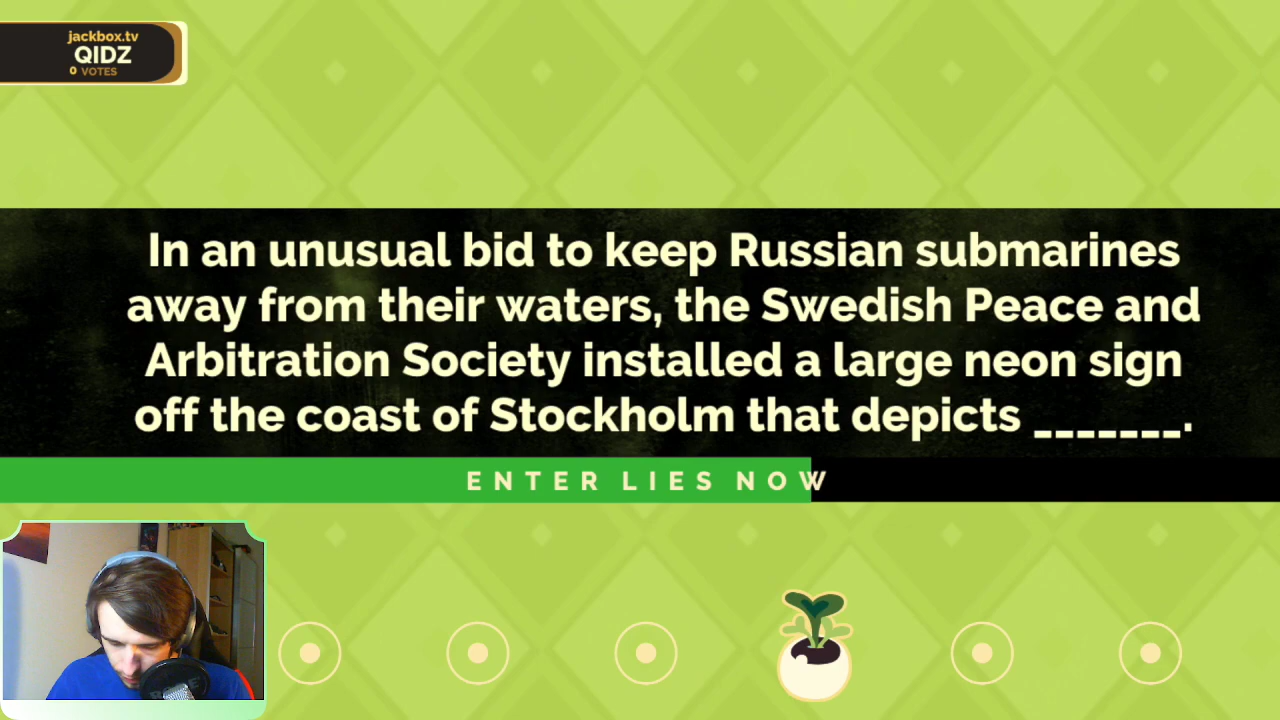 jackbox.tv
QIDZ
0 VOTES
In an unusual bid to keep Russian submarines
away from their waters, the Swedish Peace and
Arbitration Society installed a large neon sign
off the coast of Stockholm that depicts _______.
ENTER LIES NOW